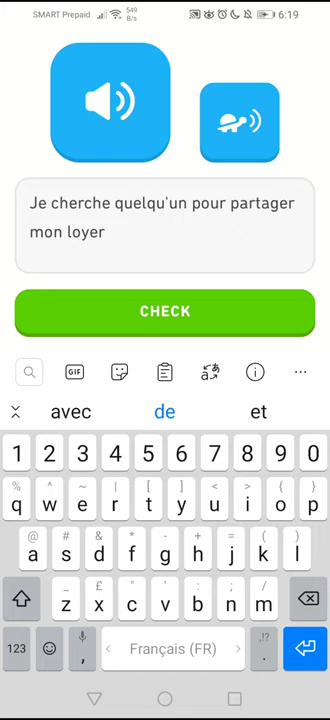 SMART Prepaid 549 B/s 6:19
Je cherche quelqu'un pour partager
mon loyer
CHECK
GIF
avec de et
1 2 3 4 5 6 7 8 9 0
% ^ ~ | [ ] < > { }
q w e r t y u i o p
@ # & * - + = ( )
a s d f g h j k l
_ £ " ' : ; /
z x c v b n m
123 , Français (FR) ,!? .